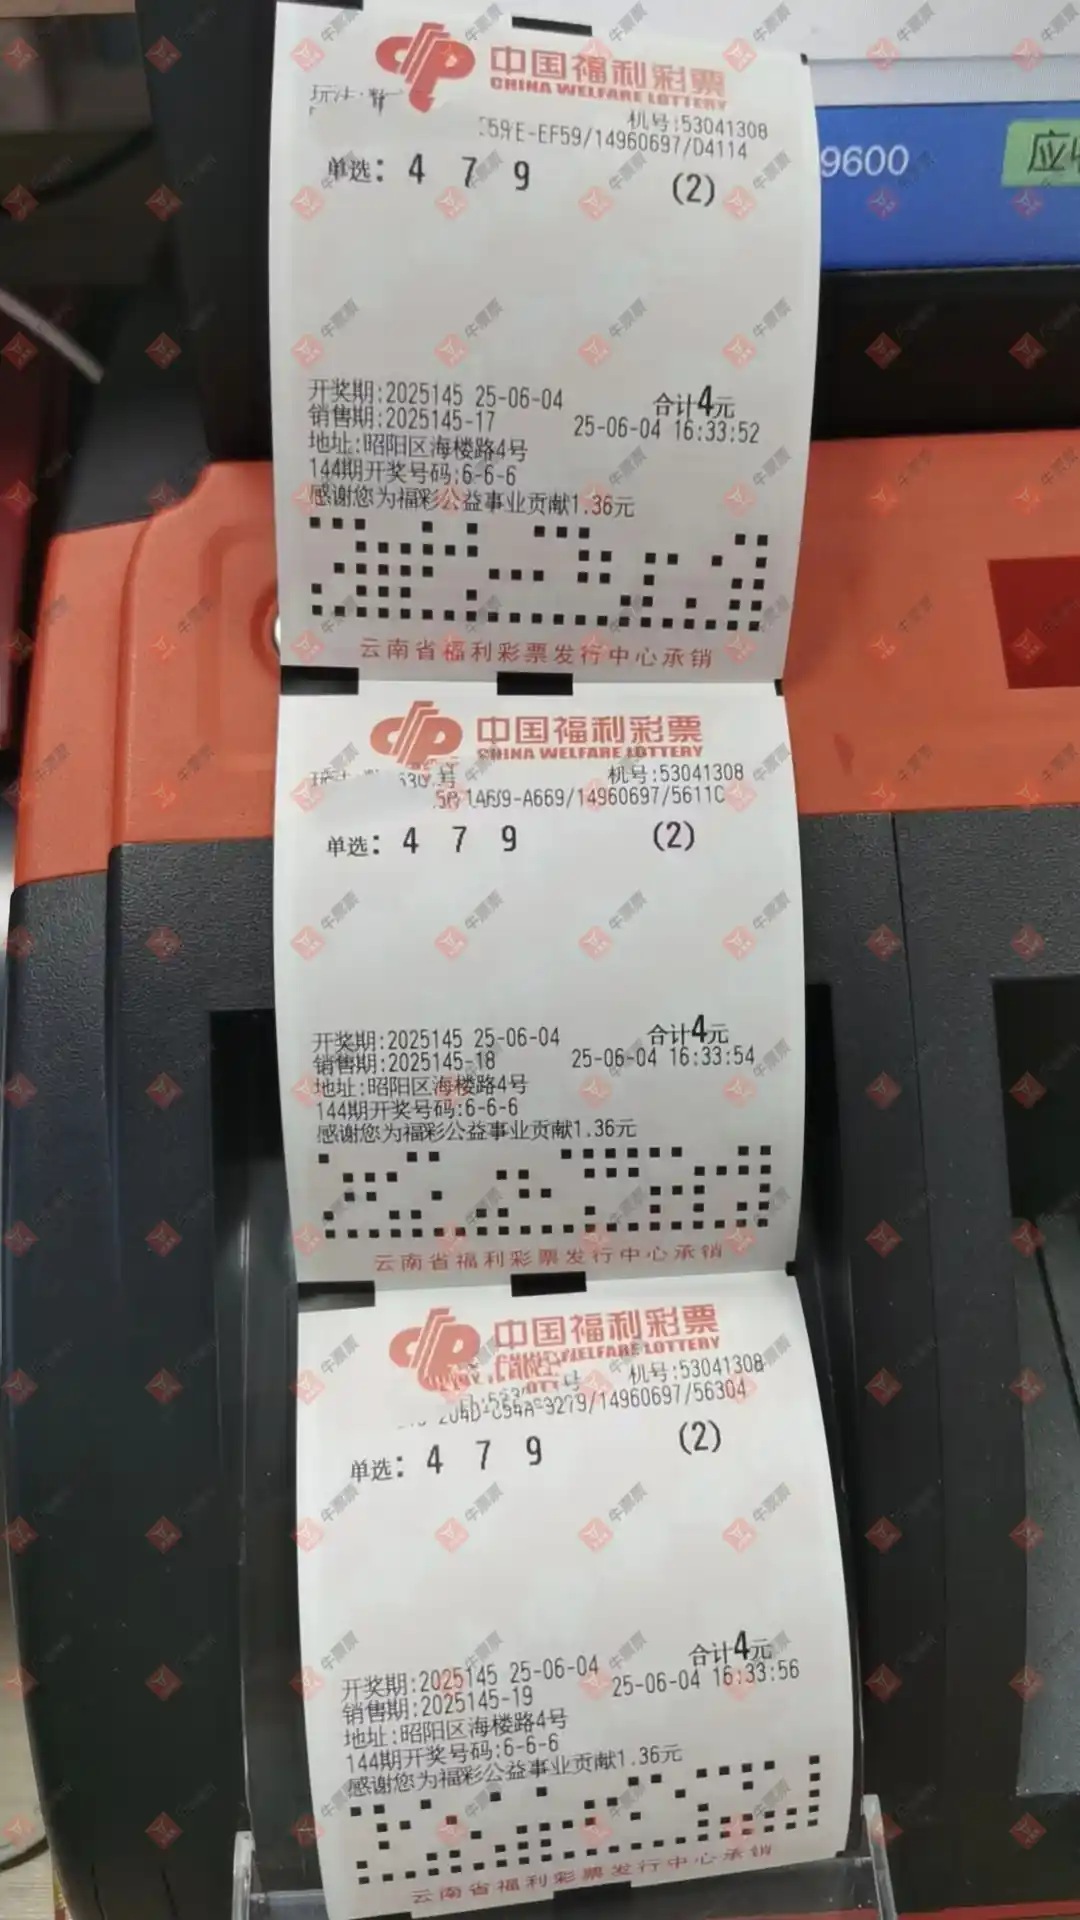 中国福利彩票
CHINA WELFARE LOTTERY
机号:53041308
-EF59/14960697/D4114
单选: 4 7 9 (2)
9600
开奖期:2025145 25-06-04 合计4元
销售期:2025145-17 25-06-04 16:33:52
地址:昭阳区海楼路4号
144期开奖号码:6-6-6
感谢您为福彩公益事业贡献1.36元
云南省福利彩票发行中心承销
中国福利彩票
CHINA WELFARE LOTTERY
机号:53041308
-A669/14960697/5611C
单选: 4 7 9 (2)
开奖期:2025145 25-06-04 合计4元
销售期:2025145-18 25-06-04 16:33:54
地址:昭阳区海楼路4号
144期开奖号码:6-6-6
感谢您为福彩公益事业贡献1.36元
云南省福利彩票发行中心承销
中国福利彩票
WELFARE LOTTERY
机号:53041308
/14960697/56304
单选: 4 7 9 (2)
开奖期:2025145 25-06-04 合计4元
销售期:2025145-19 25-06-04 16:33:56
地址:昭阳区海楼路4号
144期开奖号码:6-6-6
感谢您为福彩公益事业贡献1.36元
云南省福利彩票发行中心承销
牛票票